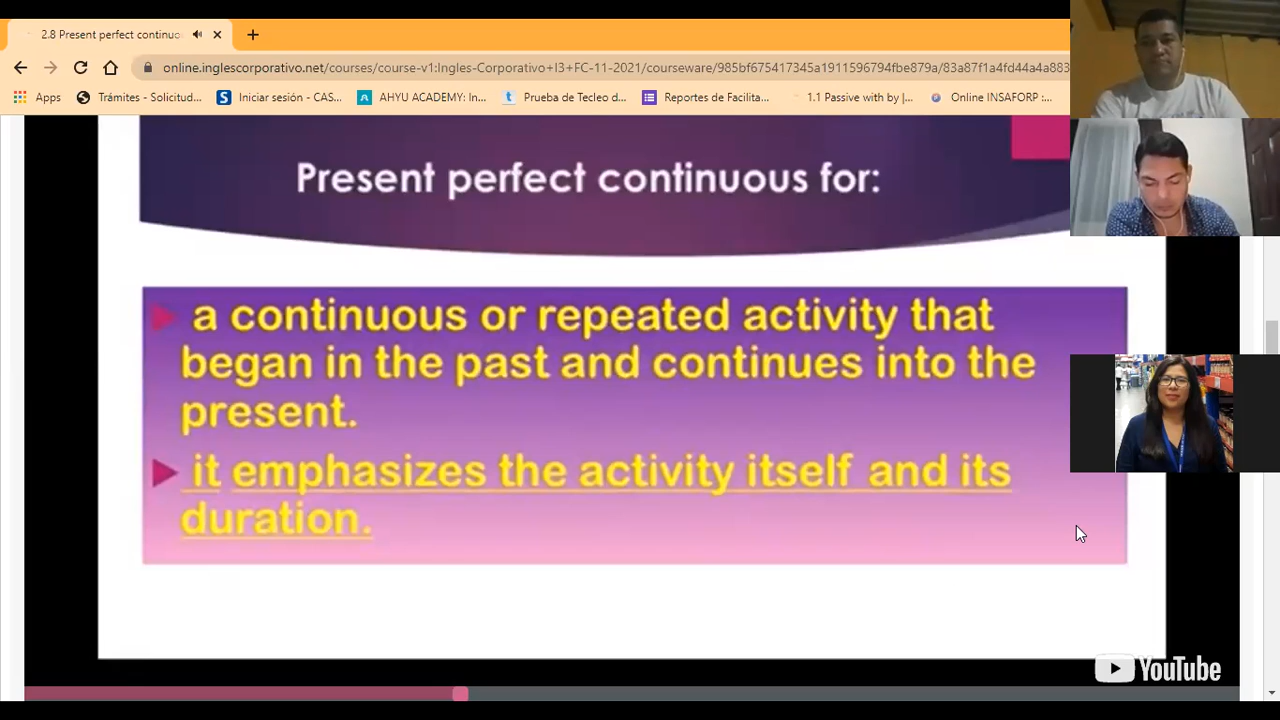 2.8 Present perfect continuo
online.inglescorporativo.net/courses/course-v1:Ingles-Corporativo+I3+FC-11-2021/courseware/985bf675417345a1911596794fbe879a/83a87f1a4fd44a4a883
Apps Trámites - Solicitud... Iniciar sesión - CAS... AHYU ACADEMY: In... Prueba de Tecleo d... Reportes de Facilita... 1.1 Passive with by |... Online INSAFORP :...
Present perfect continuous for:
a continuous or repeated activity that
began in the past and continues into the
present.
it emphasizes the activity itself and its
duration.
YouTube